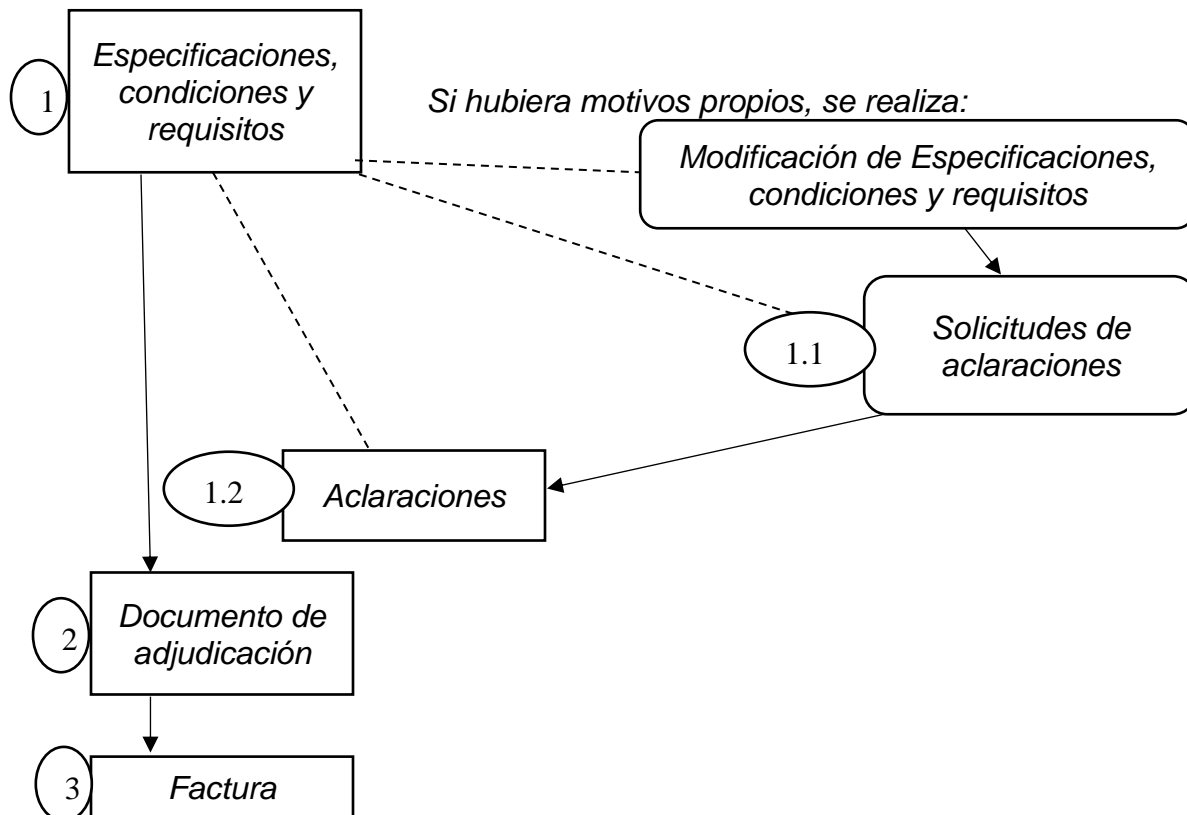 Especificaciones,
condiciones y
requisitos
1
Si hubiera motivos propios, se realiza:
Modificación de Especificaciones,
condiciones y requisitos
Solicitudes de
aclaraciones
1.1
1.2
Aclaraciones
Documento de
adjudicación
2
3
Factura